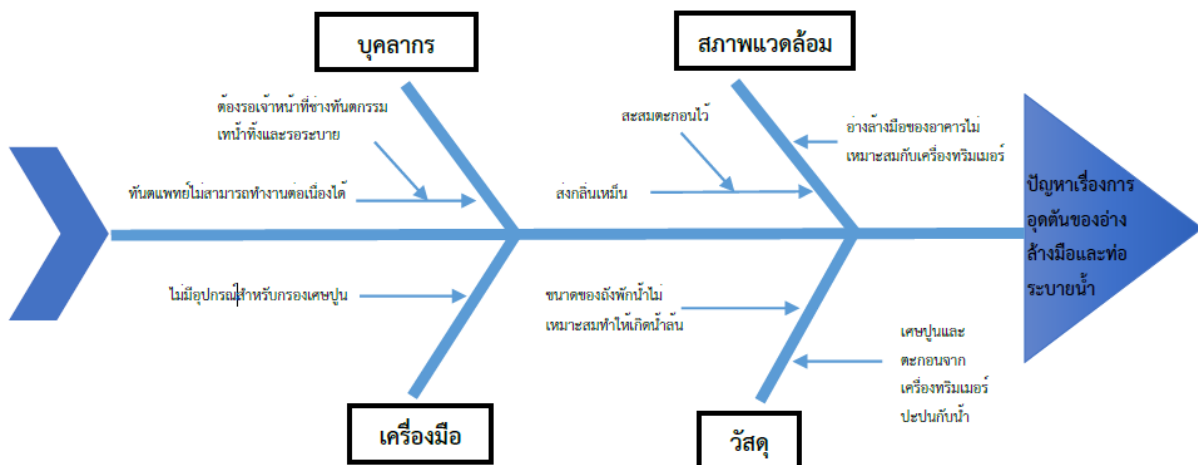 บุคลากร
สภาพแวดล้อม
ต้องรอเจ้าหน้าที่ช่างทันตกรรม
เทน้ำทิ้งและรอระบาย
ทันตแพทย์ไม่สามารถทำงานต่อเนื่องได้
สะสมตะกอนไว้
ส่งกลิ่นเหม็น
อ่างล้างมือของอาคารไม่
เหมาะสมกับเครื่องทริมเมอร์
ปัญหาเรื่องการ
อุดตันของอ่าง
ล้างมือและท่อ
ระบายน้ำ
ไม่มีอุปกรณ์สำหรับกรองเศษปูน
ขนาดของถังพักน้ำไม่
เหมาะสมทำให้เกิดน้ำล้น
เศษปูนและ
ตะกอนจาก
เครื่องทริมเมอร์
ปะปนกับน้ำ
เครื่องมือ
วัสดุ